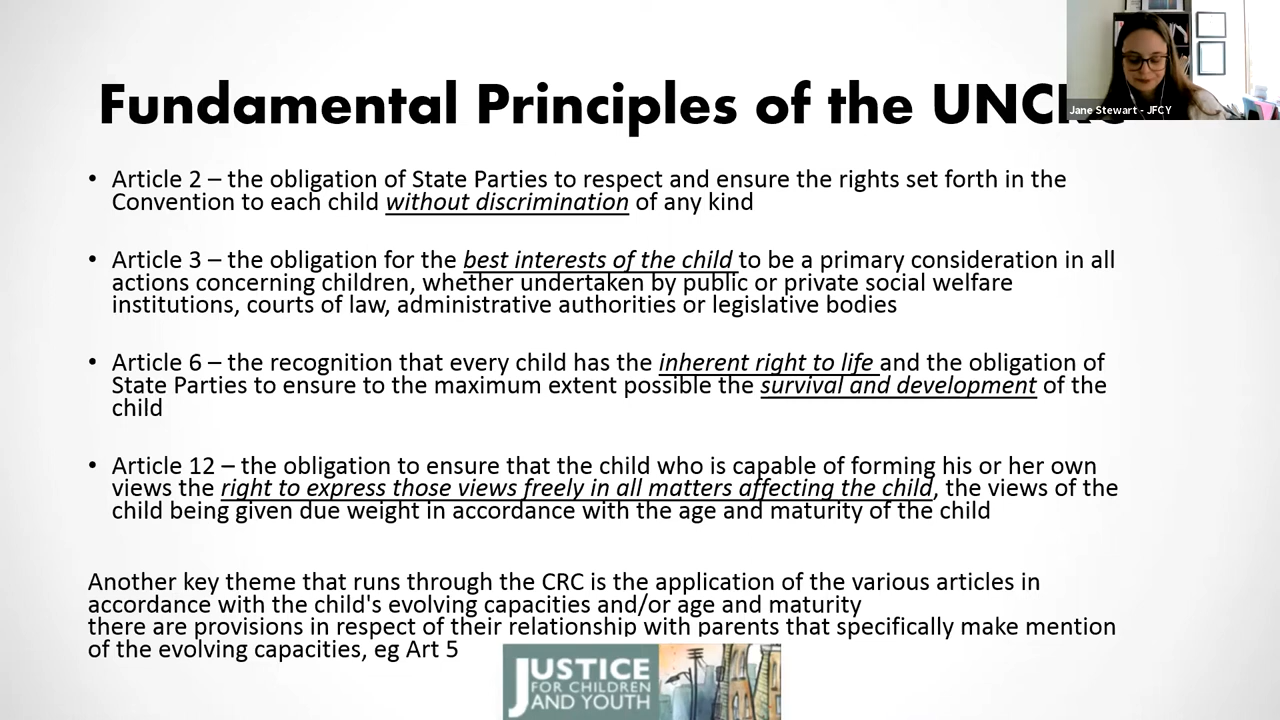 Fundamental Principles of the
Jane Stewart - JFCY
• Article 2 – the obligation of State Parties to respect and ensure the rights set forth in the
Convention to each child without discrimination of any kind
• Article 3 – the obligation for the best interests of the child to be a primary consideration in all
actions concerning children, whether undertaken by public or private social welfare
institutions, courts of law, administrative authorities or legislative bodies
• Article 6 – the recognition that every child has the inherent right to life and the obligation of
State Parties to ensure to the maximum extent possible the survival and development of the
child
• Article 12 – the obligation to ensure that the child who is capable of forming his or her own
views the right to express those views freely in all matters affecting the child, the views of the
child being given due weight in accordance with the age and maturity of the child
Another key theme that runs through the CRC is the application of the various articles in
accordance with the child's evolving capacities and/or age and maturity
there are provisions in respect of their relationship with parents that specifically make mention
of the evolving capacities, eg Art 5
JUSTICE
FOR CHILDREN
AND YOUTH